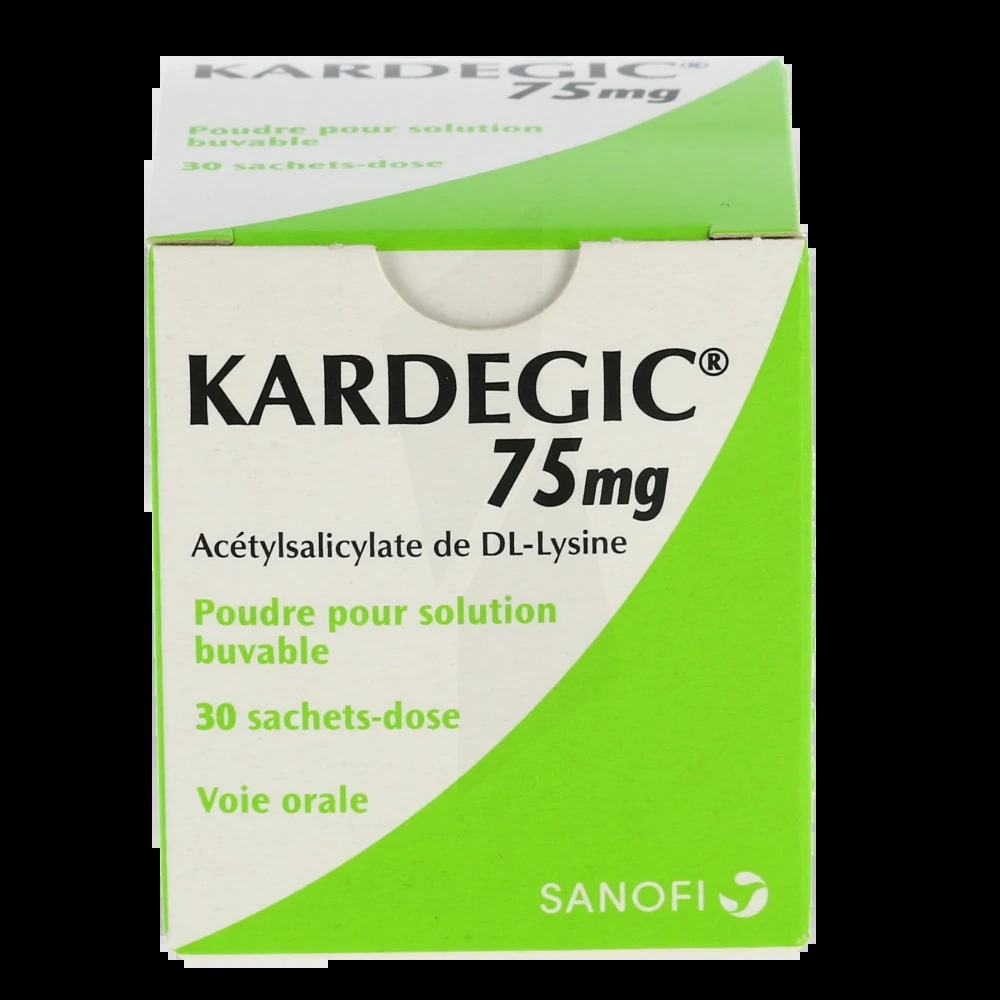 KARDEGIC®
75mg
Poudre pour solution
buvable
30 sachets-dose
KARDEGIC®
75mg
Acétylsalicylate de DL-Lysine
Poudre pour solution
buvable
30 sachets-dose
Voie orale
SANOFI